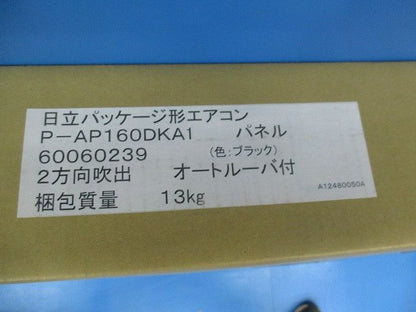 日立パッケージ形エアコン
P－AP160DKA1 パネル
60060239 （色：ブラック）
2方向吹出 オートルーバ付
梱包質量 13kg
A12480050A